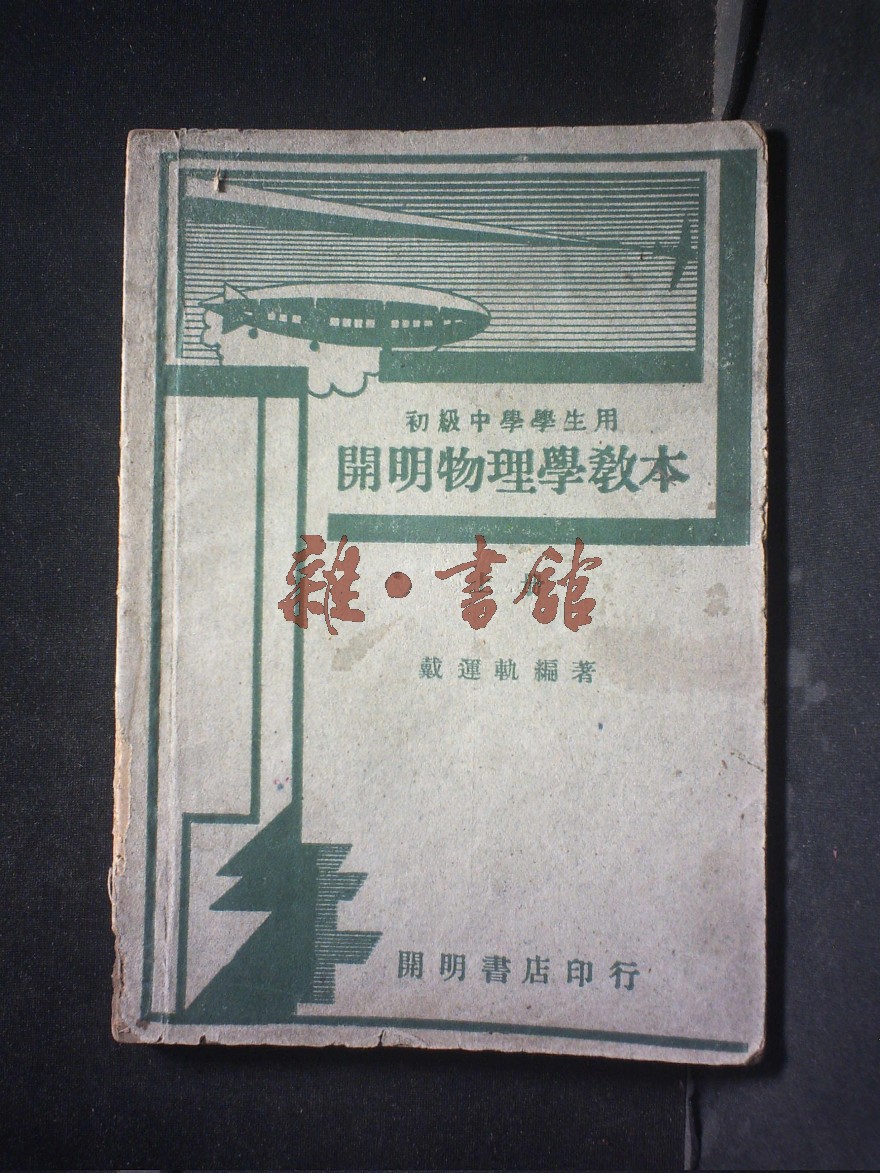 初級中學學生用
開明物理學教本
雜·書館
戴運軌編著
開明書店印行